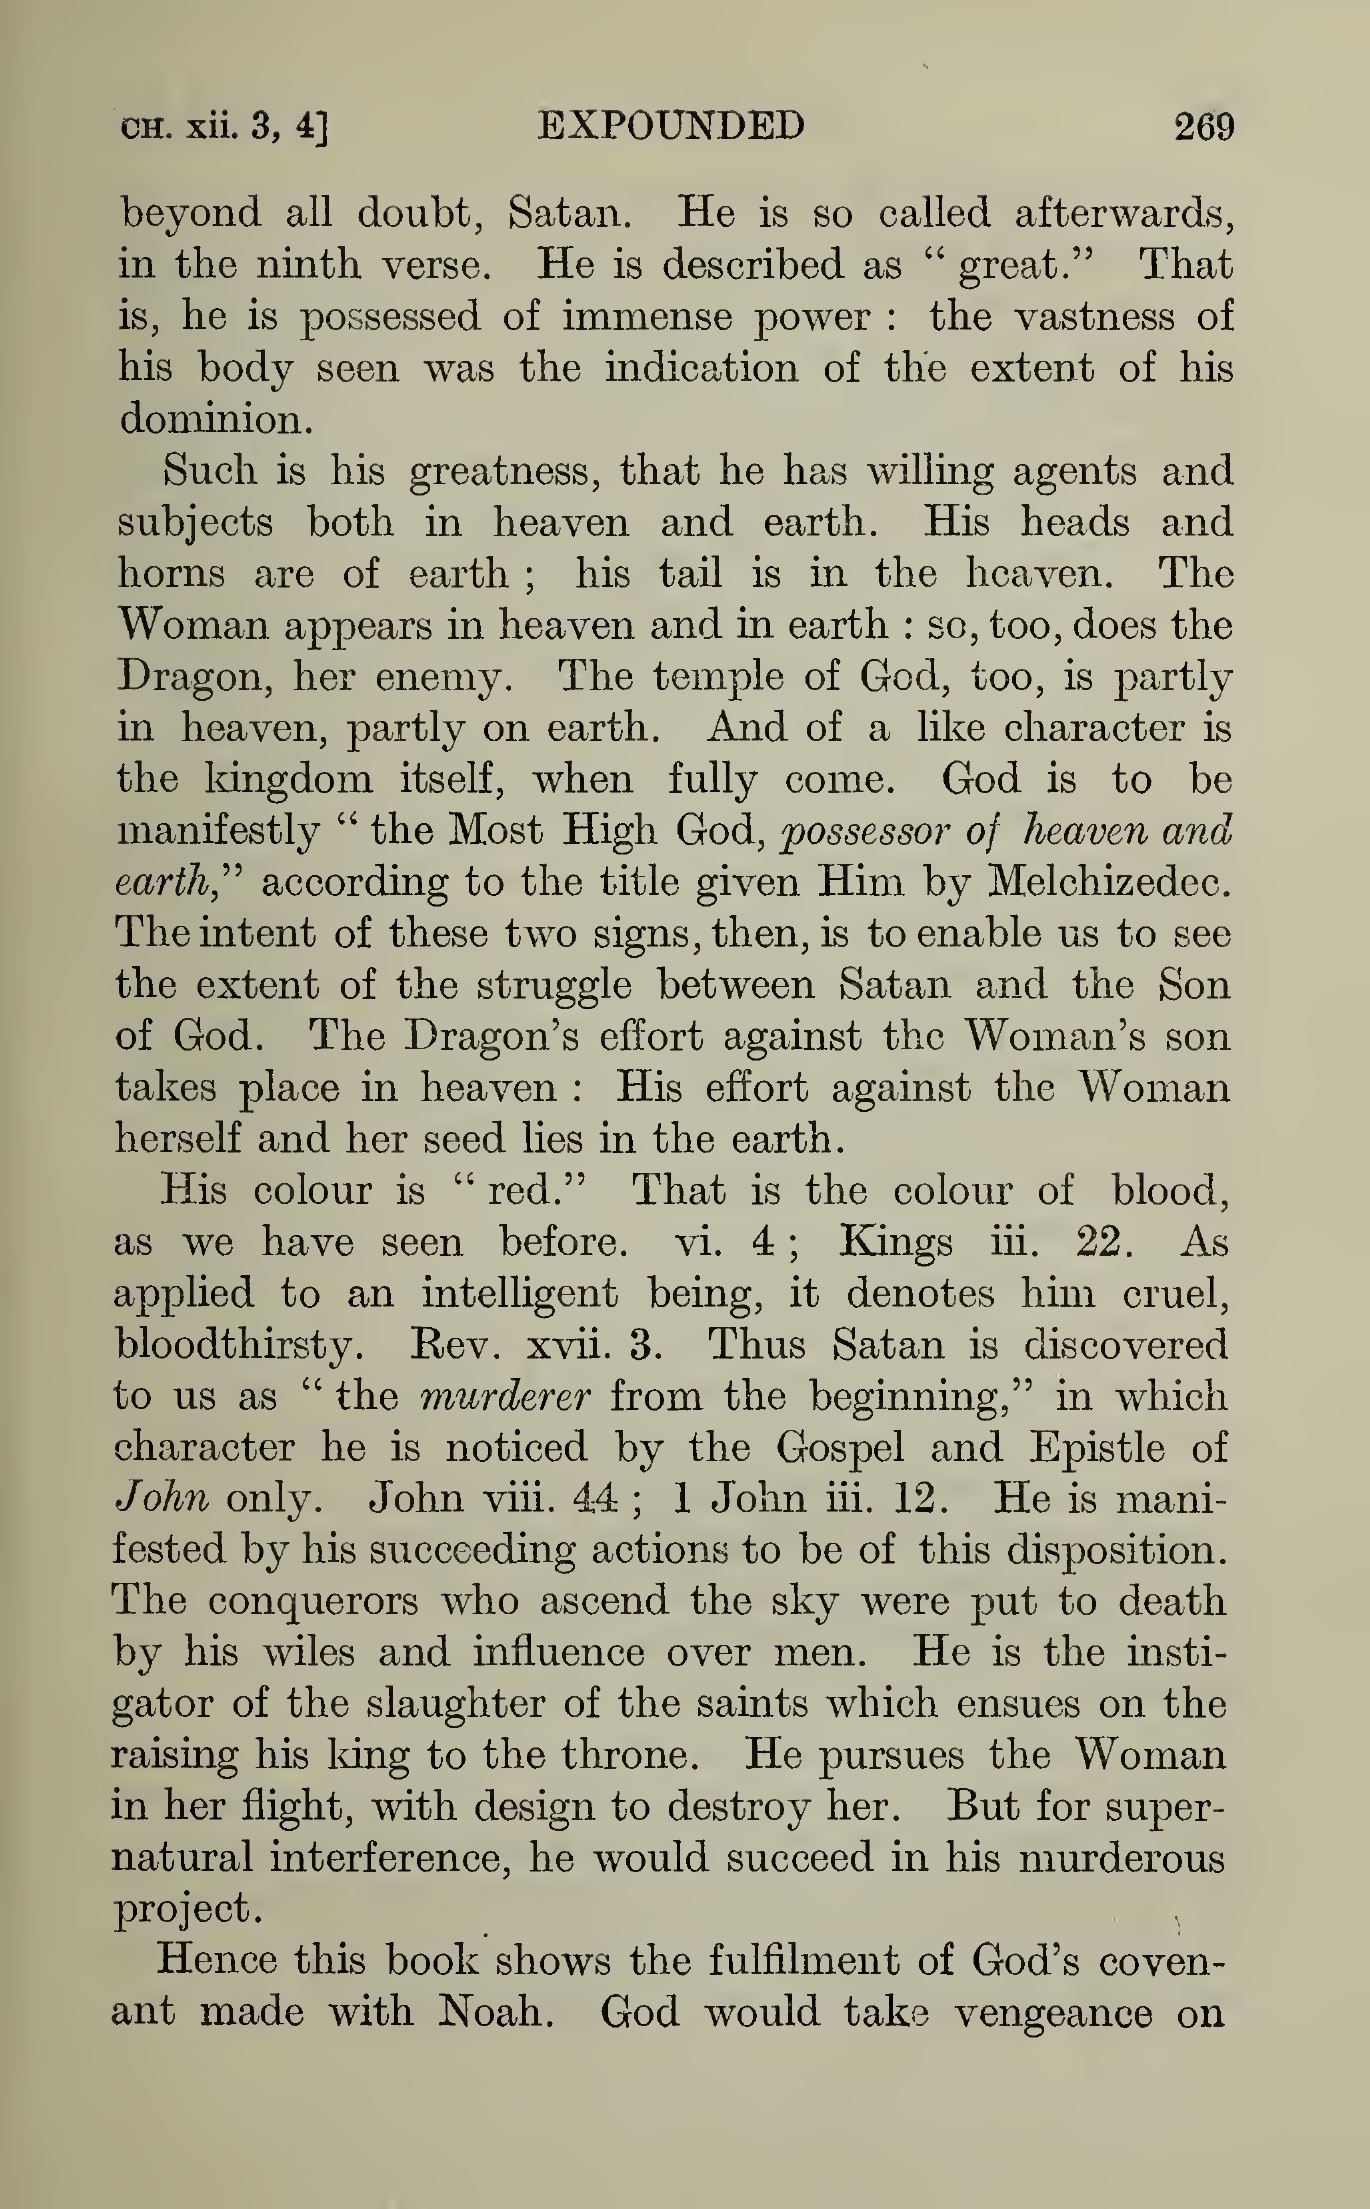 CH. xii. 3, 4] EXPOUNDED 269
beyond all doubt, Satan. He is so called afterwards,
in the ninth verse. He is described as “ great.” That
is, he is possessed of immense power : the vastness of
his body seen was the indication of the extent of his
dominion.
Such is his greatness, that he has willing agents and
subjects both in heaven and earth. His heads and
horns are of earth ; his tail is in the heaven. The
Woman appears in heaven and in earth : so, too, does the
Dragon, her enemy. The temple of God, too, is partly
in heaven, partly on earth. And of a like character is
the kingdom itself, when fully come. God is to be
manifestly “ the Most High God, possessor of heaven and
earth,” according to the title given Him by Melchizedec.
The intent of these two signs, then, is to enable us to see
the extent of the struggle between Satan and the Son
of God. The Dragon’s effort against the Woman’s son
takes place in heaven : His effort against the Woman
herself and her seed lies in the earth.
His colour is “ red.” That is the colour of blood,
as we have seen before. vi. 4 ; Kings iii. 22. As
applied to an intelligent being, it denotes him cruel,
bloodthirsty. Rev. xvii. 3. Thus Satan is discovered
to us as “ the murderer from the beginning,” in which
character he is noticed by the Gospel and Epistle of
John only. John viii. 44 ; 1 John iii. 12. He is mani-
fested by his succeeding actions to be of this disposition.
The conquerors who ascend the sky were put to death
by his wiles and influence over men. He is the insti-
gator of the slaughter of the saints which ensues on the
raising his king to the throne. He pursues the Woman
in her flight, with design to destroy her. But for super-
natural interference, he would succeed in his murderous
project.
Hence this book shows the fulfilment of God’s coven-
ant made with Noah. God would take vengeance on